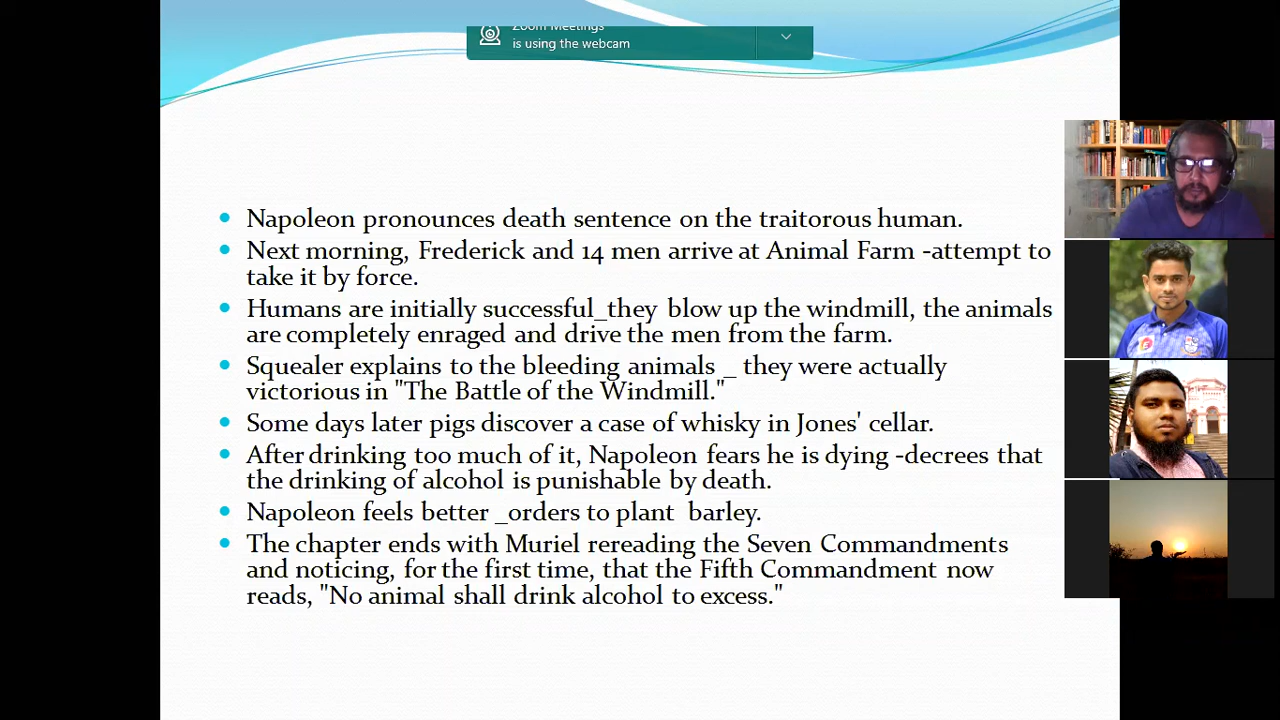 Zoom Meetings
is using the webcam
Napoleon pronounces death sentence on the traitorous human.
Next morning, Frederick and 14 men arrive at Animal Farm -attempt to
take it by force.
Humans are initially successful_they blow up the windmill, the animals
are completely enraged and drive the men from the farm.
Squealer explains to the bleeding animals _ they were actually
victorious in "The Battle of the Windmill."
Some days later pigs discover a case of whisky in Jones' cellar.
After drinking too much of it, Napoleon fears he is dying -decrees that
the drinking of alcohol is punishable by death.
Napoleon feels better _orders to plant barley.
The chapter ends with Muriel rereading the Seven Commandments
and noticing, for the first time, that the Fifth Commandment now
reads, "No animal shall drink alcohol to excess."